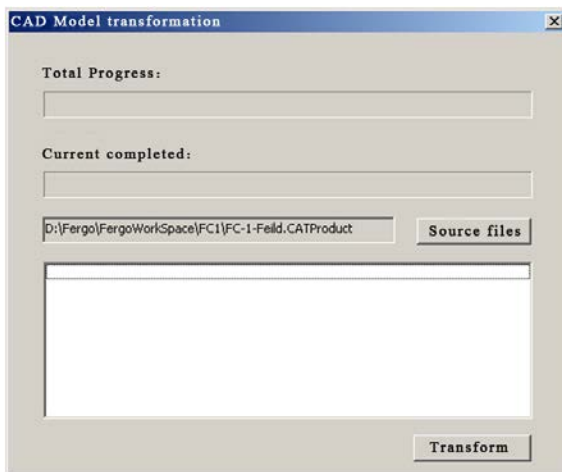 CAD Model transformation
Total Progress:
Current completed:
D:\Fergo\FergoWorkSpace\FC1\FC-1-Feild.CATProduct
Source files
Transform